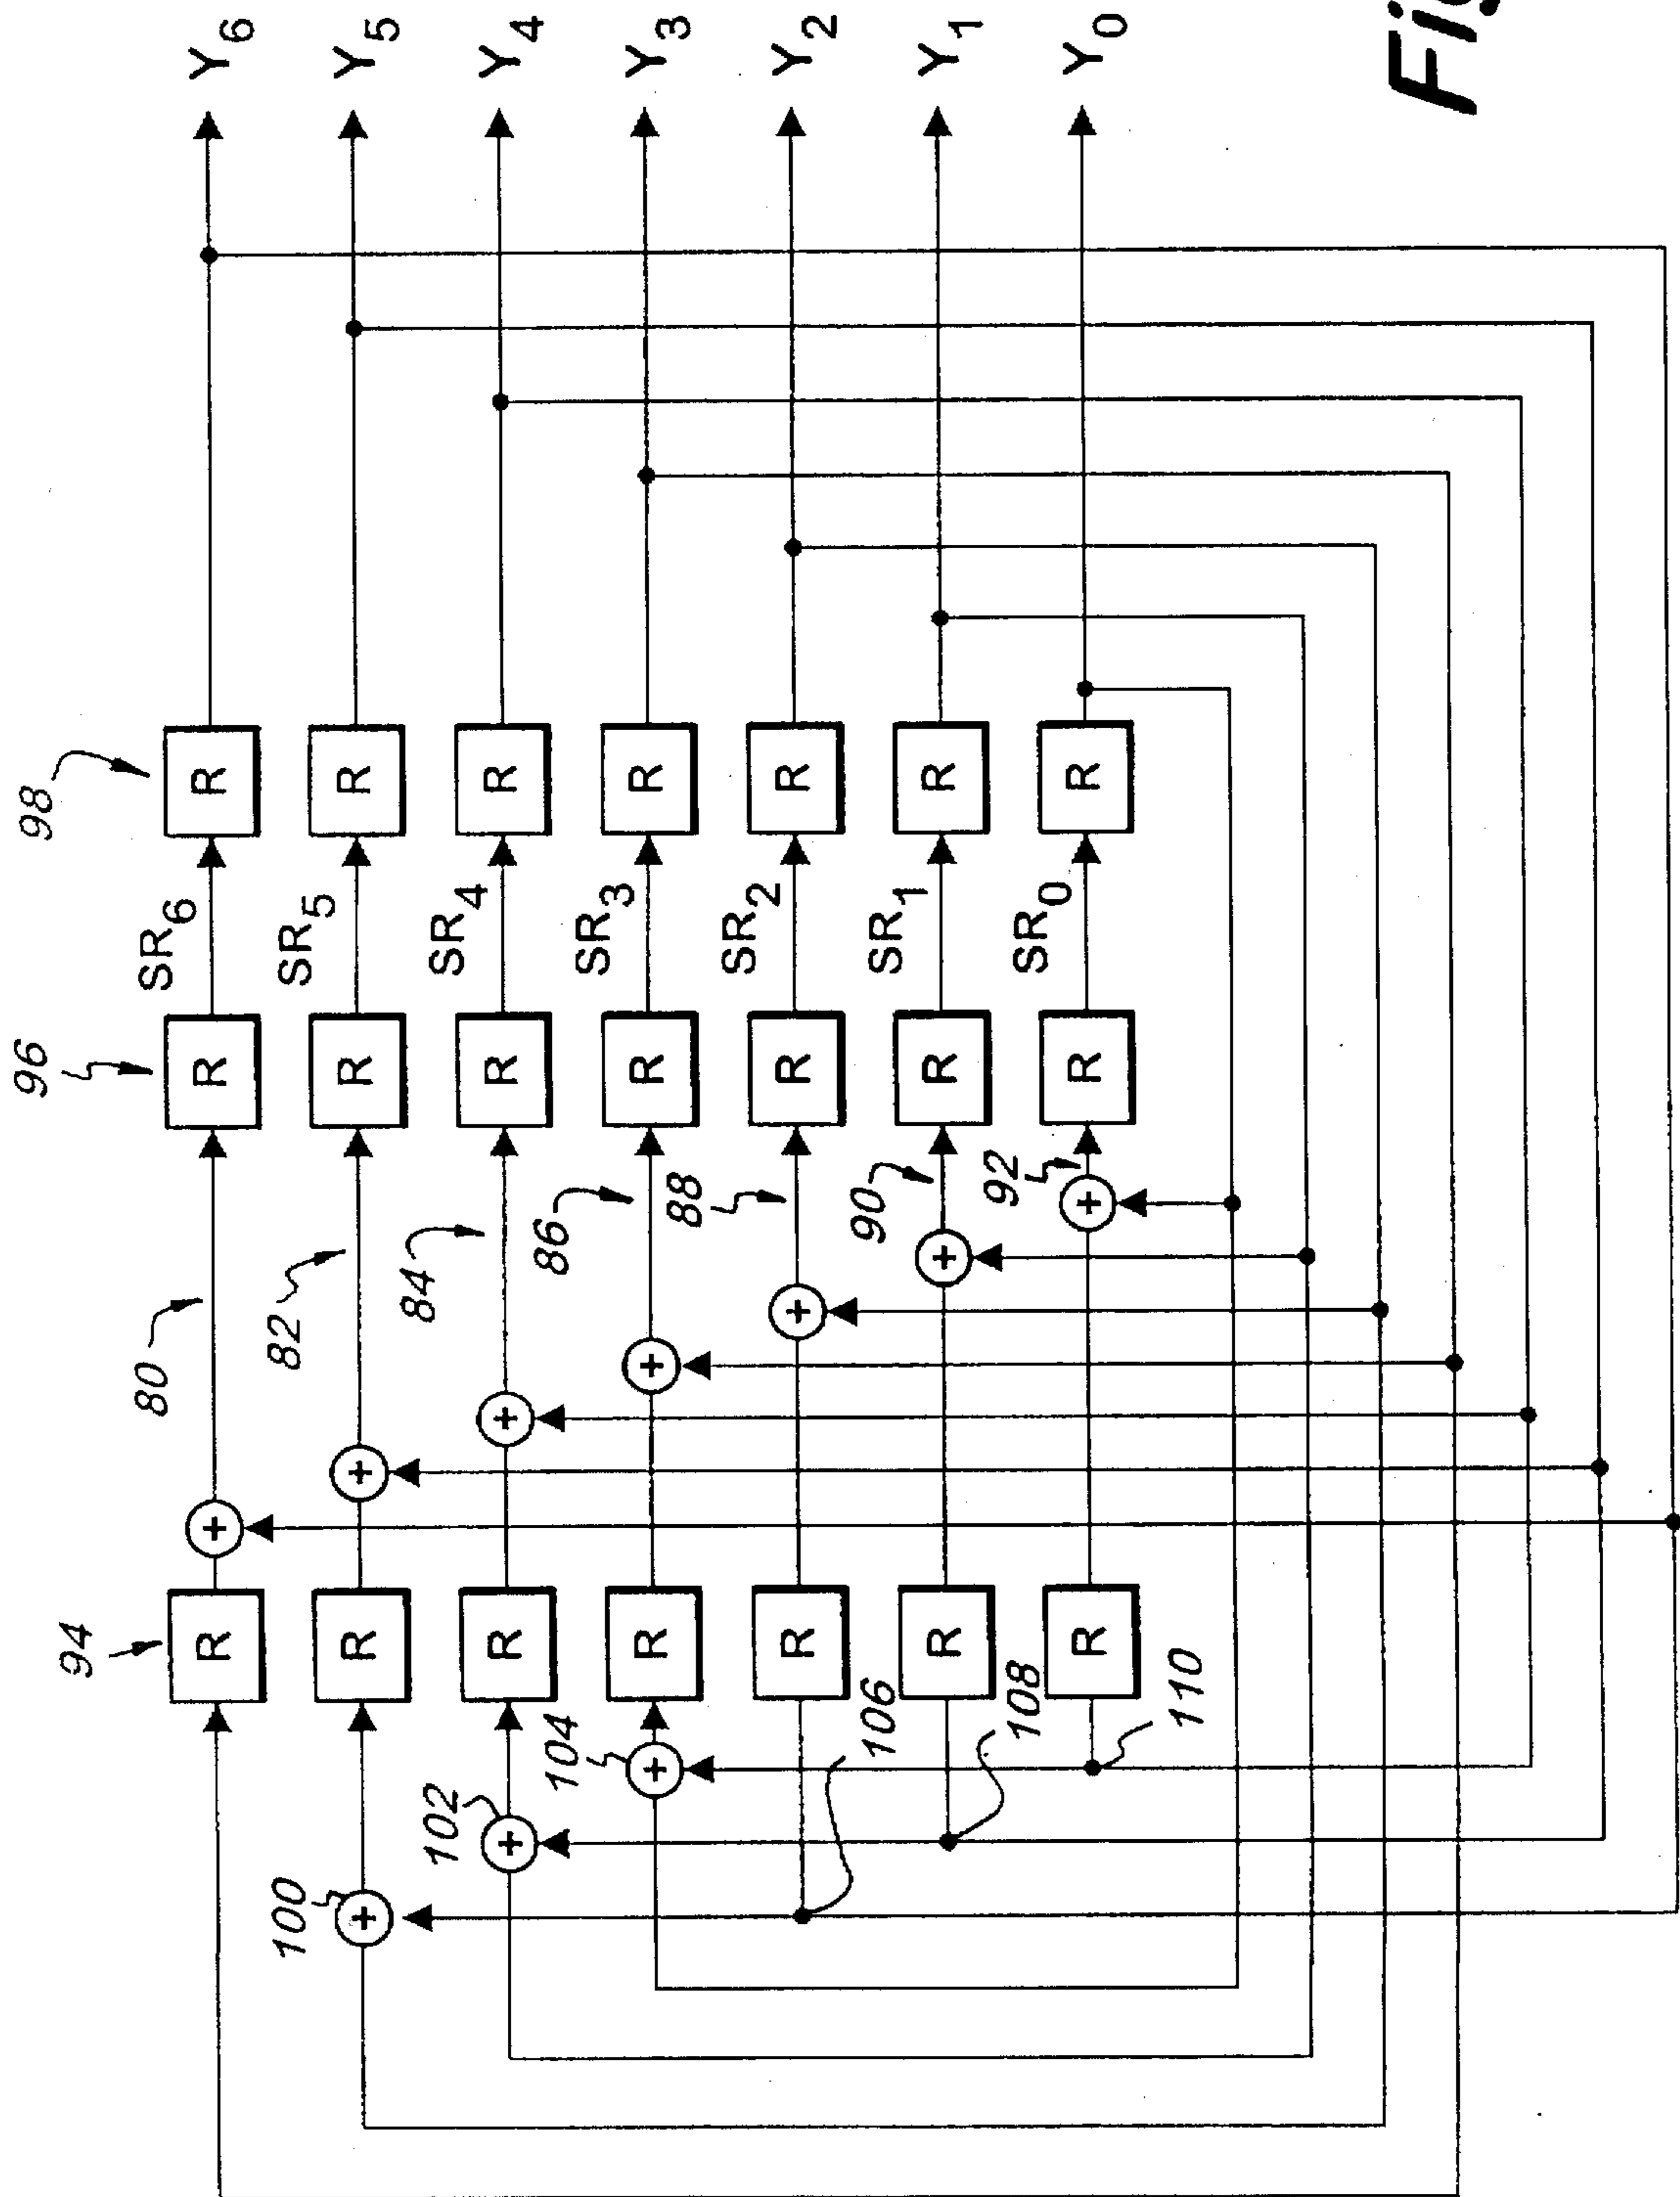 94
96
98
80
SR6
R + R R Y6
100
82
SR5
+ R + R R Y5
102
84
SR4
+ R + R R Y4
104
86
SR3
+ R + R R Y3
88
SR2
R + R R Y2
106
90
SR1
R + R R Y1
108
92
SR0
R + R R Y0
110
Fig